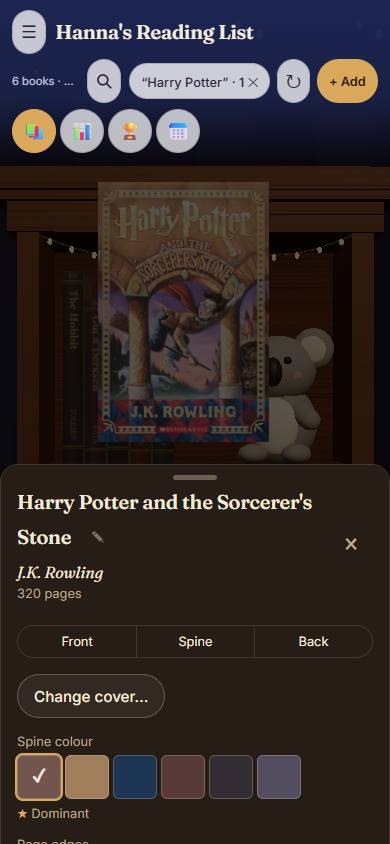 Hanna's Reading List
6 books · ...
“Harry Potter” · 1
+ Add
Harry Potter
AND THE
SORCERER'S STONE
The Hobbit
J.K. ROWLING
SCHOLASTIC
Harry Potter and the Sorcerer's
Stone
J.K. Rowling
320 pages
Front
Spine
Back
Change cover...
Spine colour
Dominant
Page edges